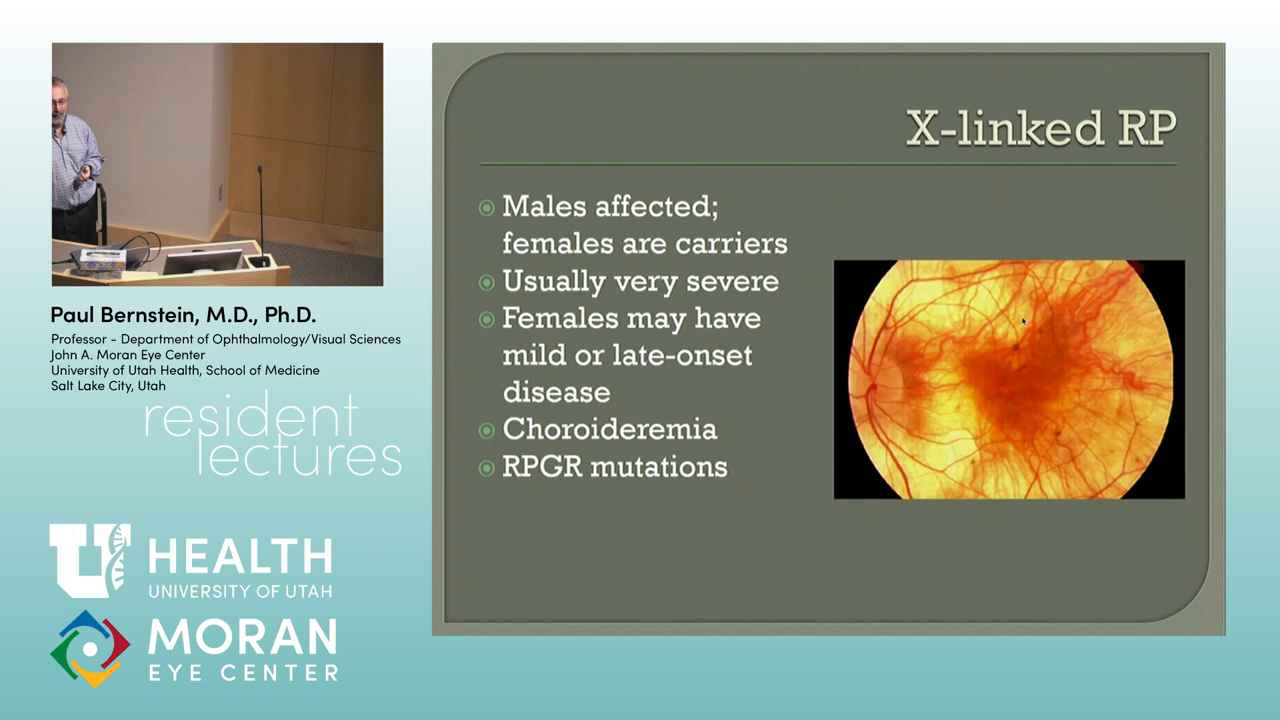 X-linked RP
Males affected;
females are carriers
Usually very severe
Females may have
mild or late-onset
disease
Choroideremia
RPGR mutations
Paul Bernstein, M.D., Ph.D.
Professor - Department of Ophthalmology/Visual Sciences
John A. Moran Eye Center
University of Utah Health, School of Medicine
Salt Lake City, Utah
resident
lectures
U HEALTH
UNIVERSITY OF UTAH
MORAN
EYE CENTER